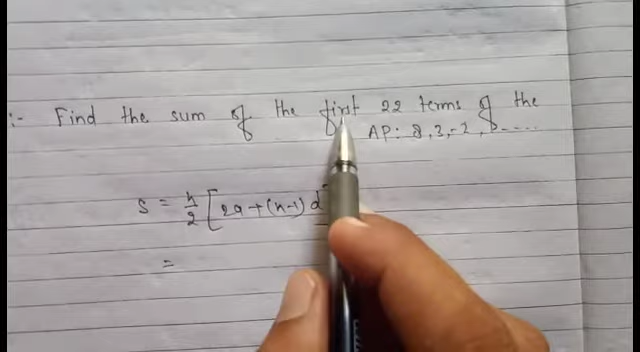 :- Find the sum of the first 22 terms of the
AP: 8, 3, -2, .....
S = n/2 [2a+(n-1)d
=